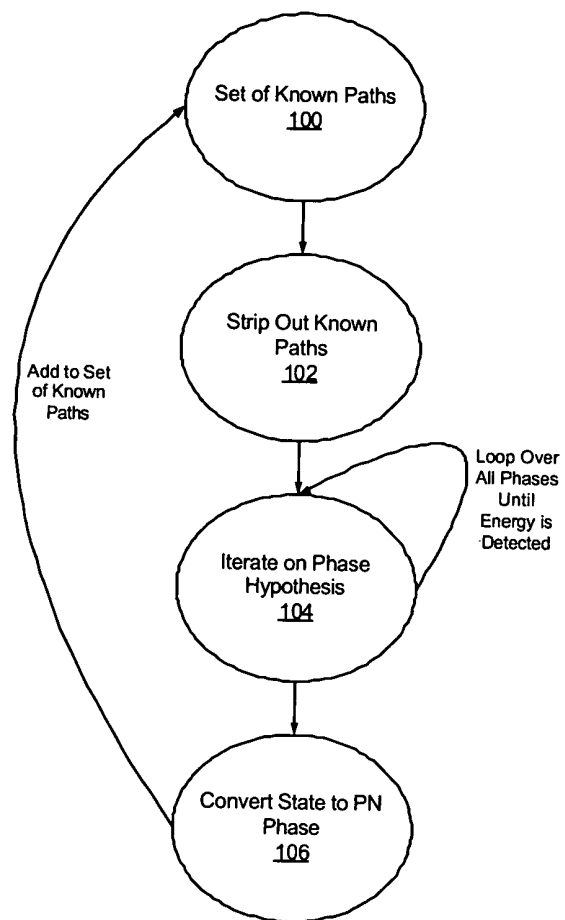 Set of Known Paths
100
Strip Out Known
Paths
102
Add to Set
of Known
Paths
Loop Over
All Phases
Until
Energy is
Detected
Iterate on Phase
Hypothesis
104
Convert State to PN
Phase
106